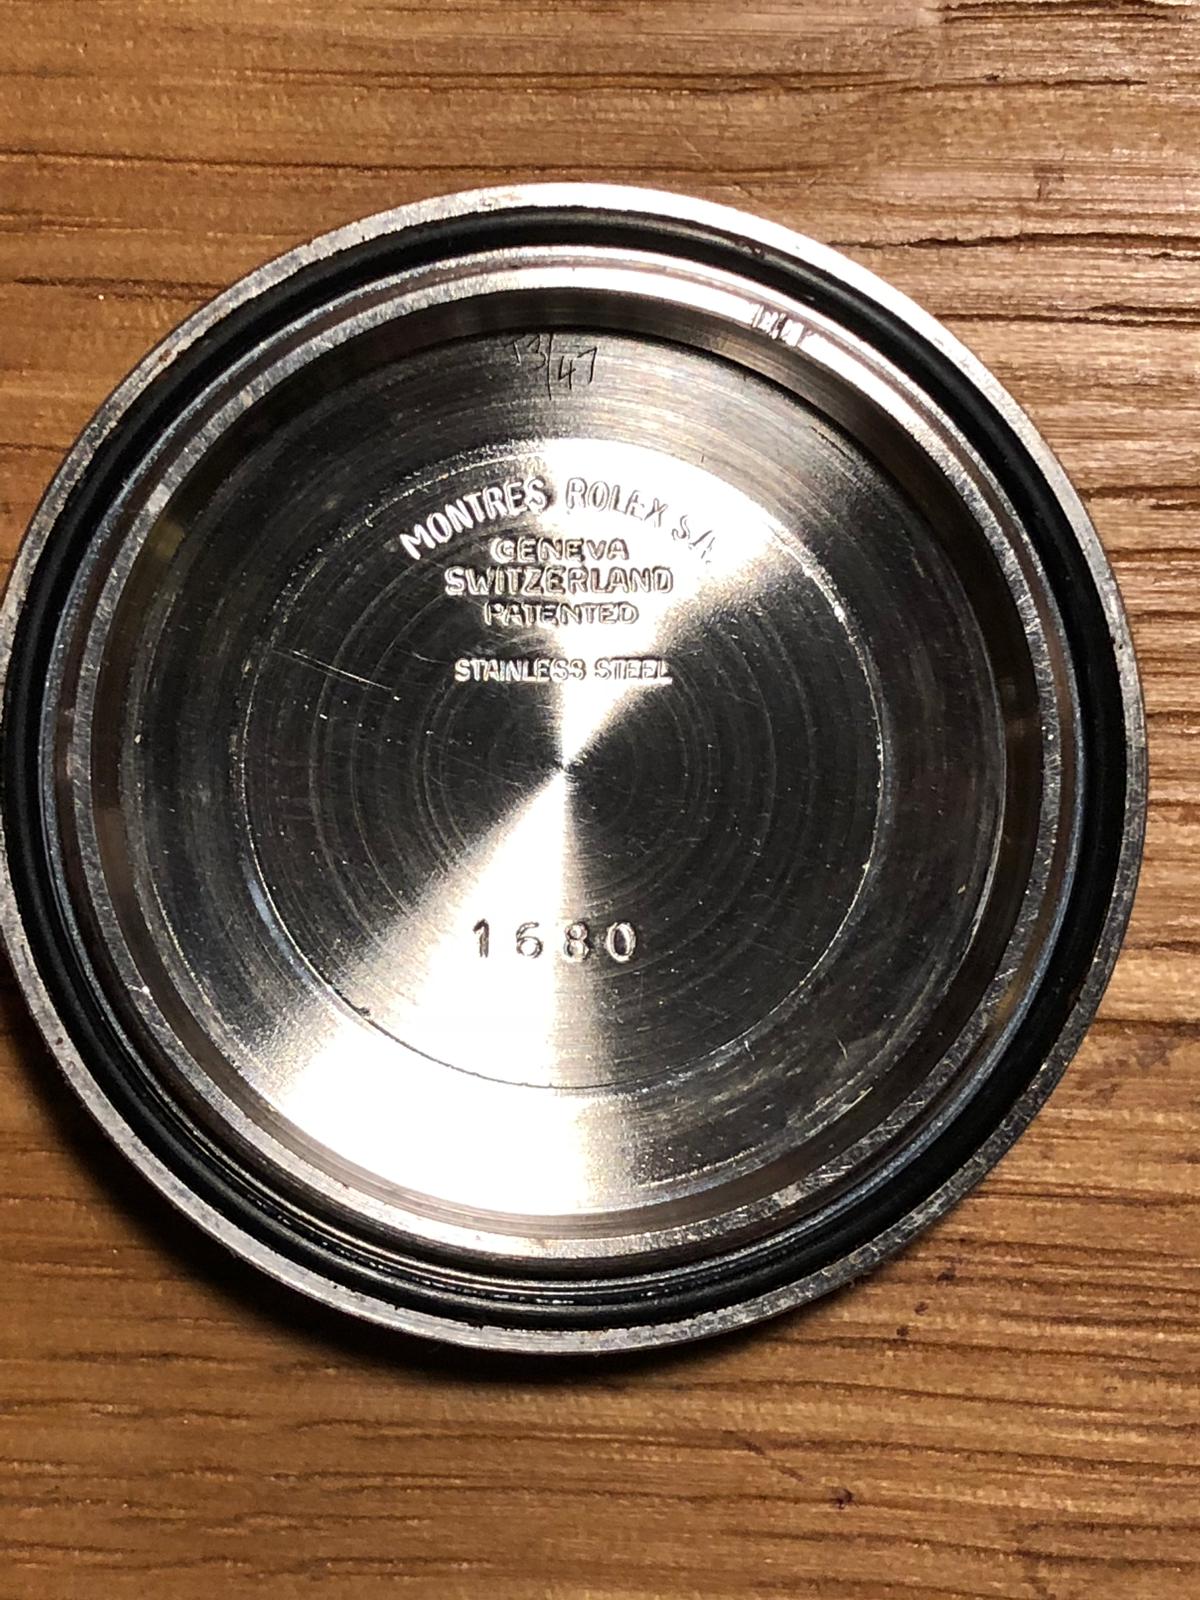 MONTRES ROLEX S.A.
GENEVA
SWITZERLAND
PATENTED
STAINLESS STEEL
1680